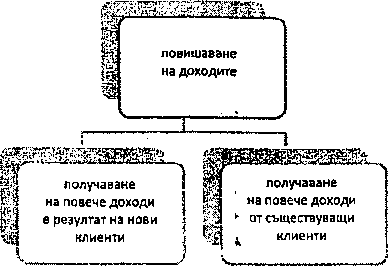 повишаване
на доходите
получаване
на повече доходи
в резултат на нови
клиенти
получаване
на повече доходи
от съществуващи
клиенти